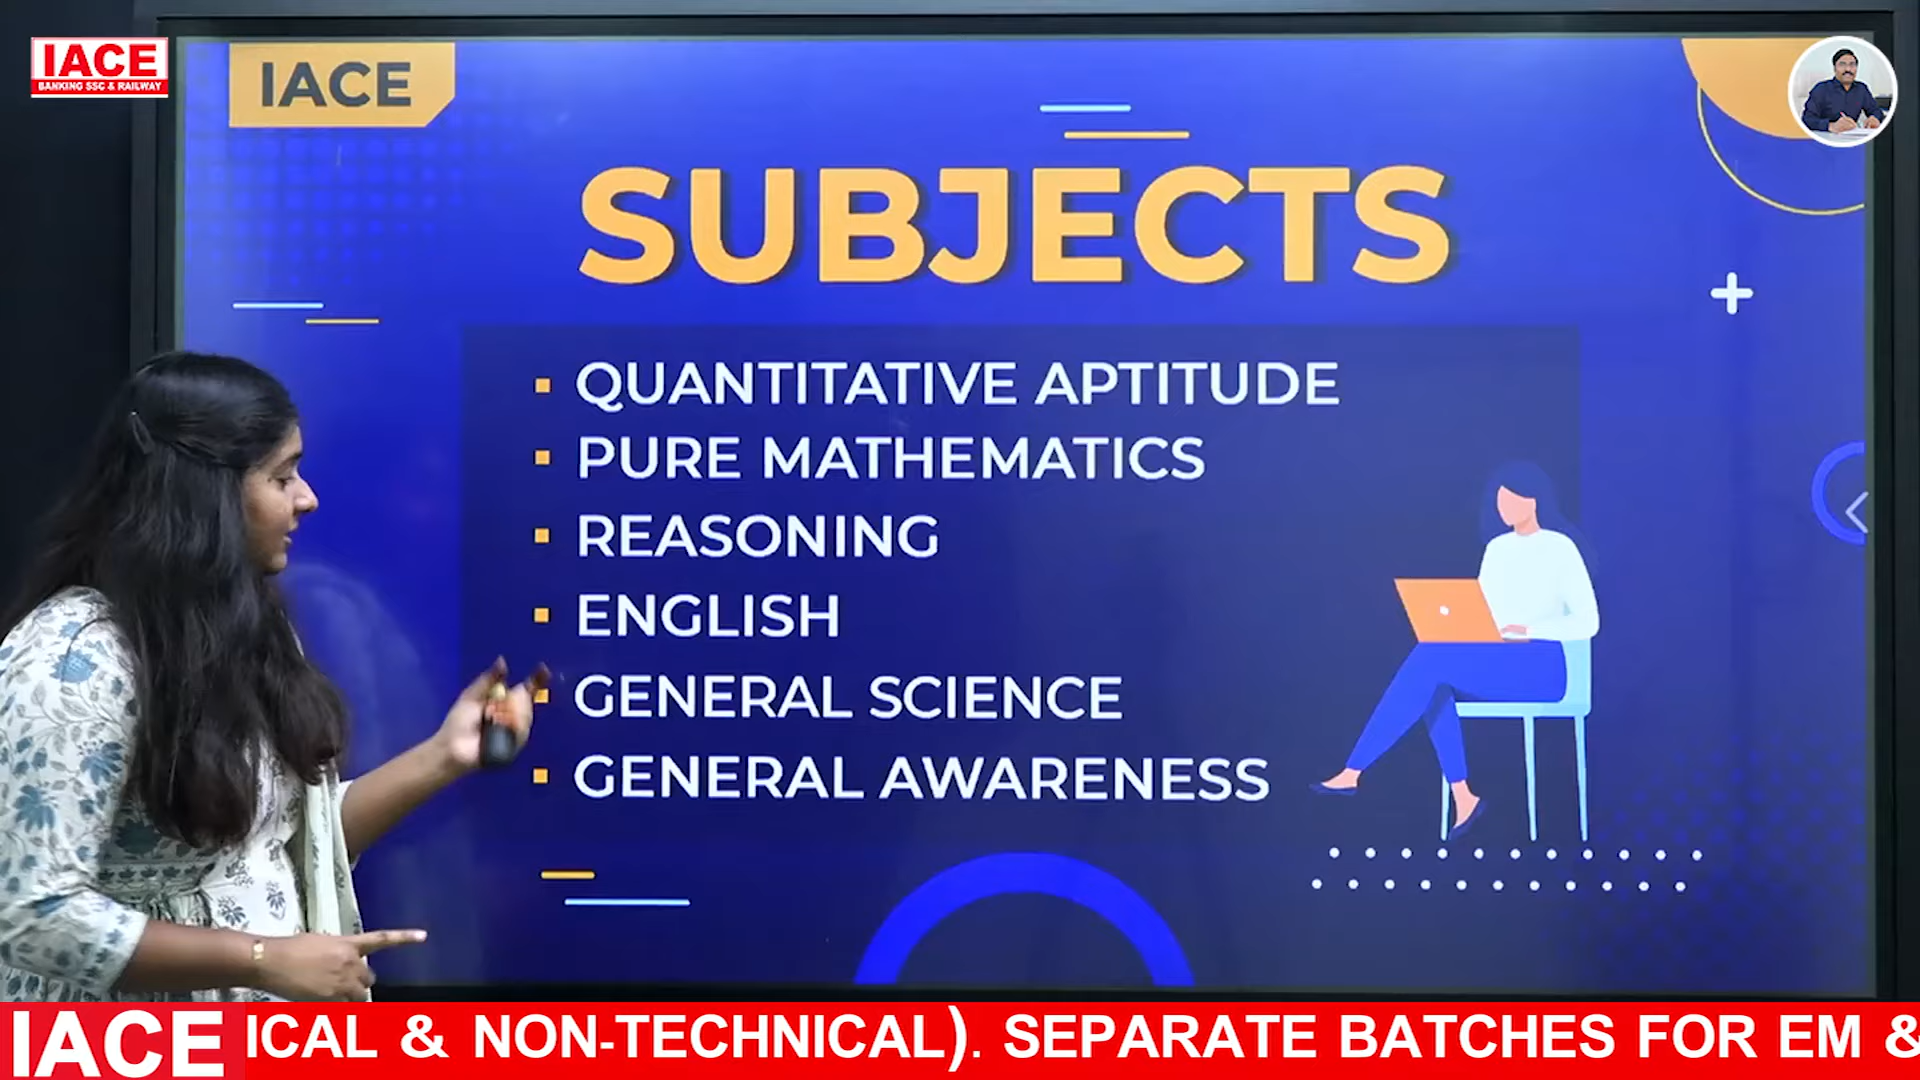 IACE
BANKING SSC & RAILWAY
IACE
SUBJECTS
QUANTITATIVE APTITUDE
PURE MATHEMATICS
REASONING
ENGLISH
GENERAL SCIENCE
GENERAL AWARENESS
IACE
ICAL & NON-TECHNICAL). SEPARATE BATCHES FOR EM &